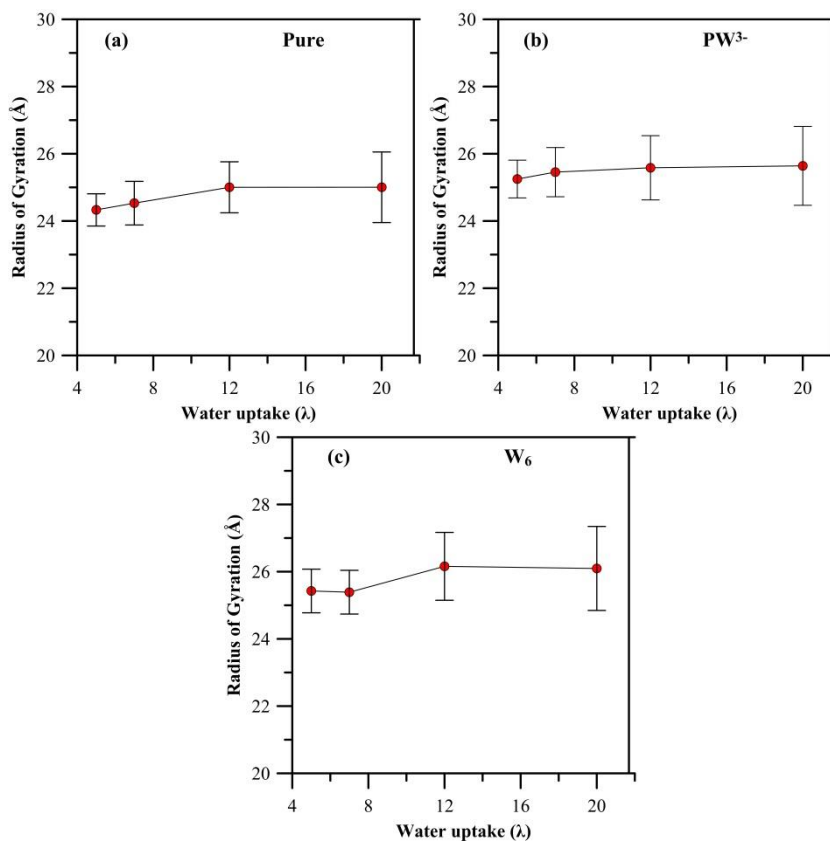 (a) Pure
30
28
26
24
22
20
Radius of Gyration (Å)
4 8 12 16 20
Water uptake (λ)
(b) PW³⁻
30
28
26
24
22
20
Radius of Gyration (Å)
4 8 12 16 20
Water uptake (λ)
(c) W₆
30
28
26
24
22
20
Radius of Gyration (Å)
4 8 12 16 20
Water uptake (λ)